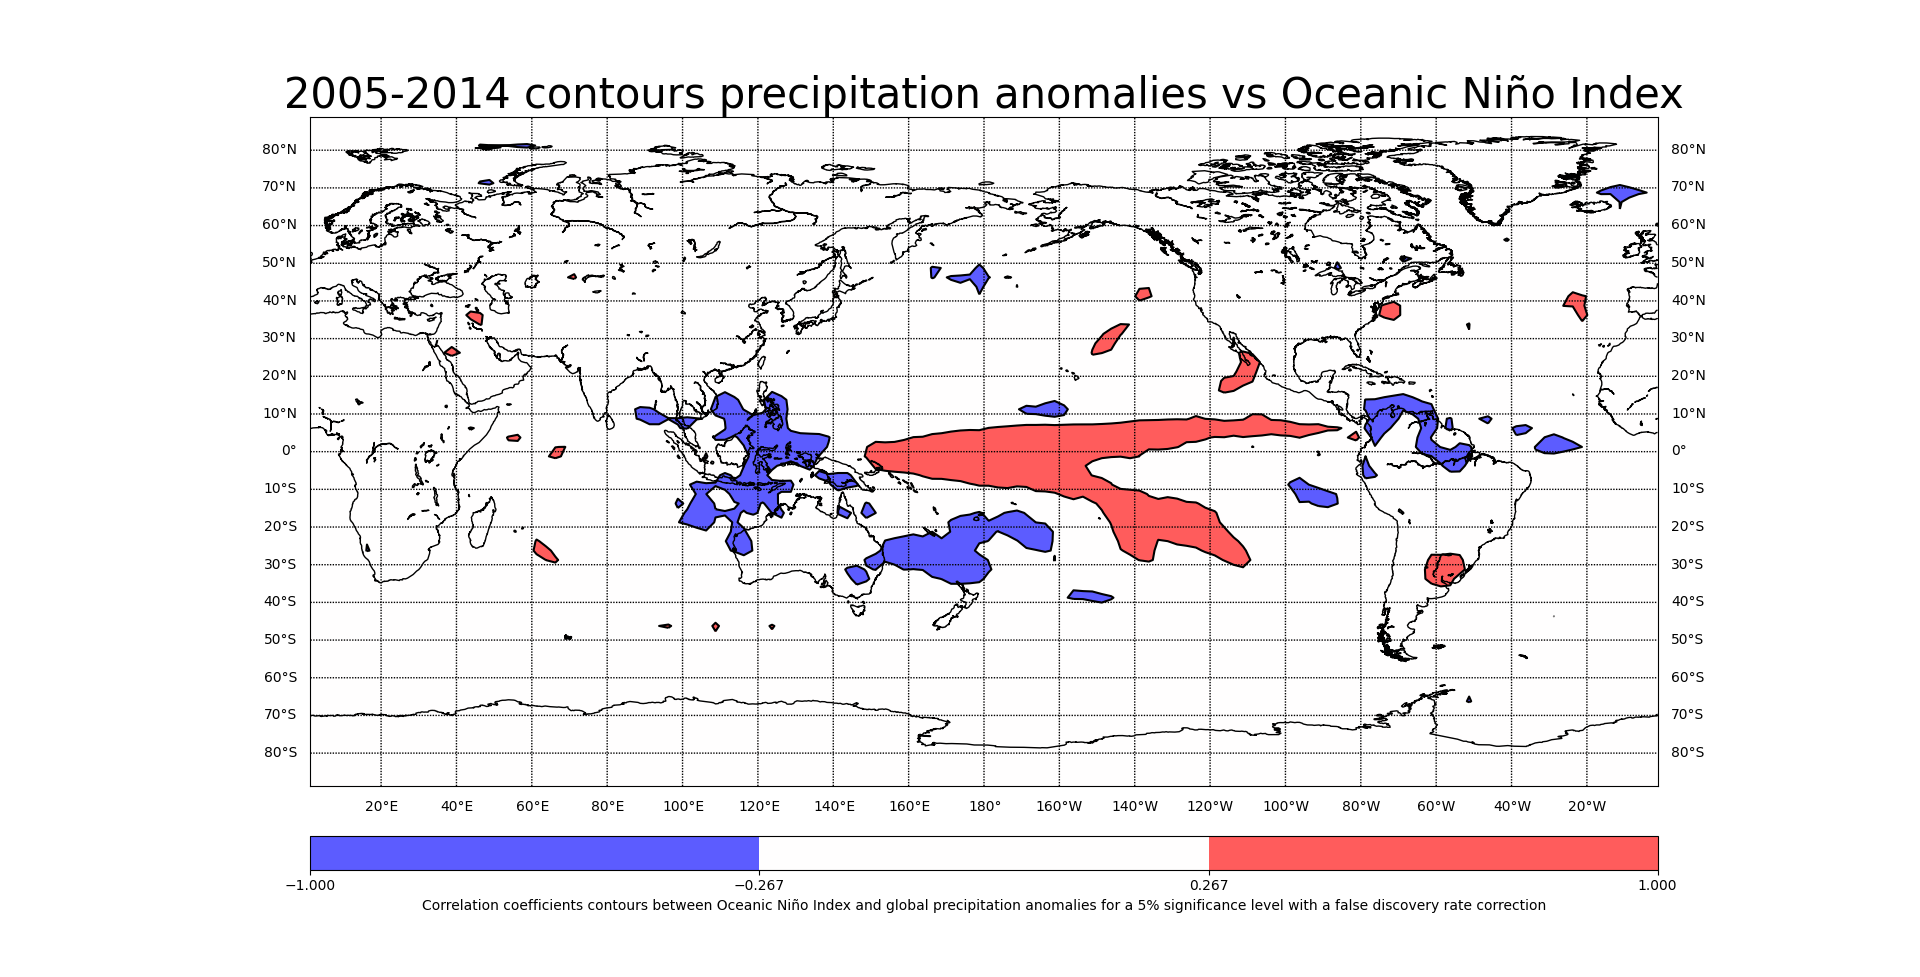 2005-2014 contours precipitation anomalies vs Oceanic Niño Index
80°N 80°N
70°N 70°N
60°N 60°N
50°N 50°N
40°N 40°N
30°N 30°N
20°N 20°N
10°N 10°N
0° 0°
10°S 10°S
20°S 20°S
30°S 30°S
40°S 40°S
50°S 50°S
60°S 60°S
70°S 70°S
80°S 80°S
20°E 40°E 60°E 80°E 100°E 120°E 140°E 160°E 180° 160°W 140°W 120°W 100°W 80°W 60°W 40°W 20°W
−1.000 −0.267 0.267 1.000
Correlation coefficients contours between Oceanic Niño Index and global precipitation anomalies for a 5% significance level with a false discovery rate correction